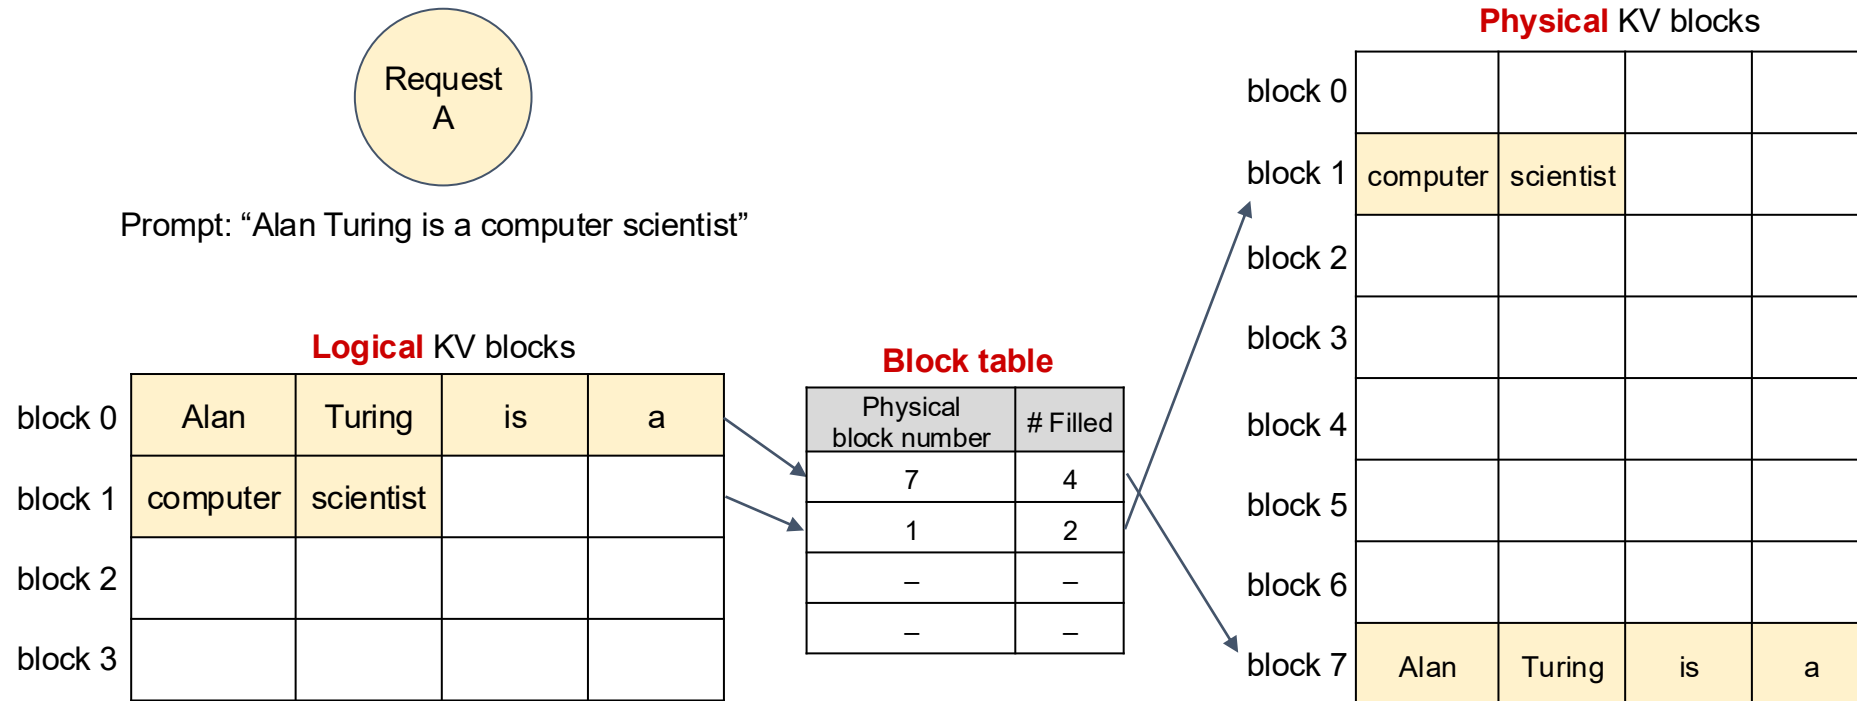 Request
A
Prompt: “Alan Turing is a computer scientist”
Logical KV blocks
block 0 Alan Turing is a
block 1 computer scientist
block 2
block 3
Block table
Physical
block number # Filled
7 4
1 2
– –
– –
Physical KV blocks
block 0
block 1 computer scientist
block 2
block 3
block 4
block 5
block 6
block 7 Alan Turing is a